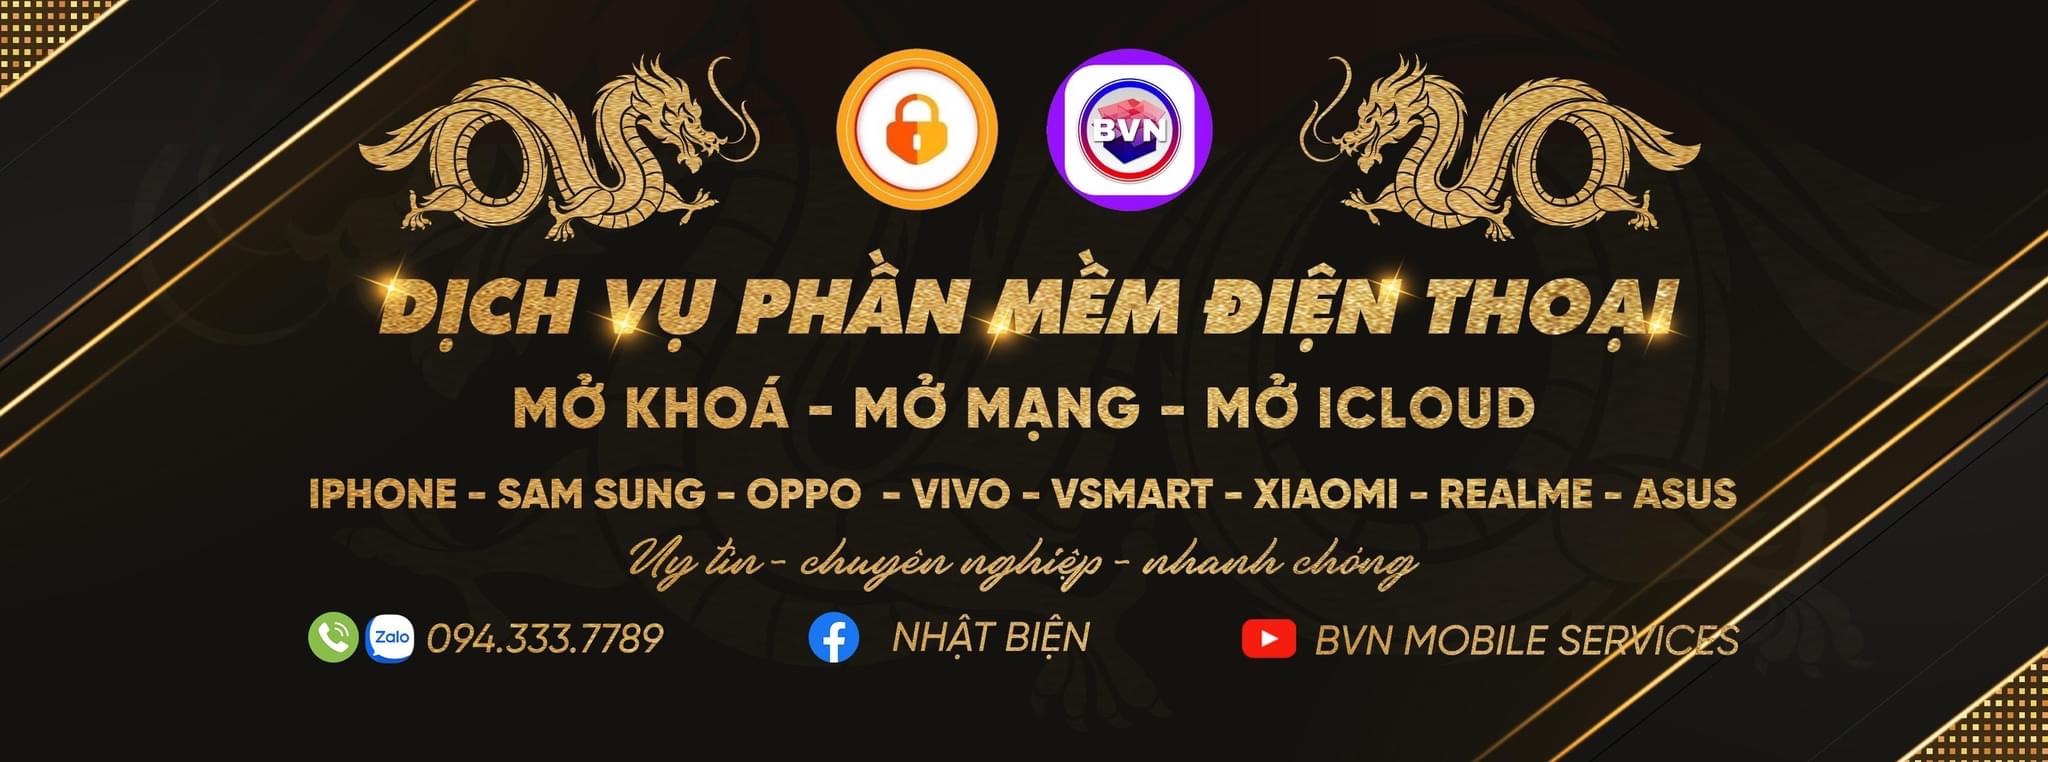 BVN
DỊCH VỤ PHẦN MỀM ĐIỆN THOẠI
MỞ KHOÁ - MỞ MẠNG - MỞ ICLOUD
IPHONE - SAM SUNG - OPPO - VIVO - VSMART - XIAOMI - REALME - ASUS
Uy tín - chuyên nghiệp - nhanh chóng
Zalo 094.333.7789 NHẬT BIỆN BVN MOBILE SERVICES